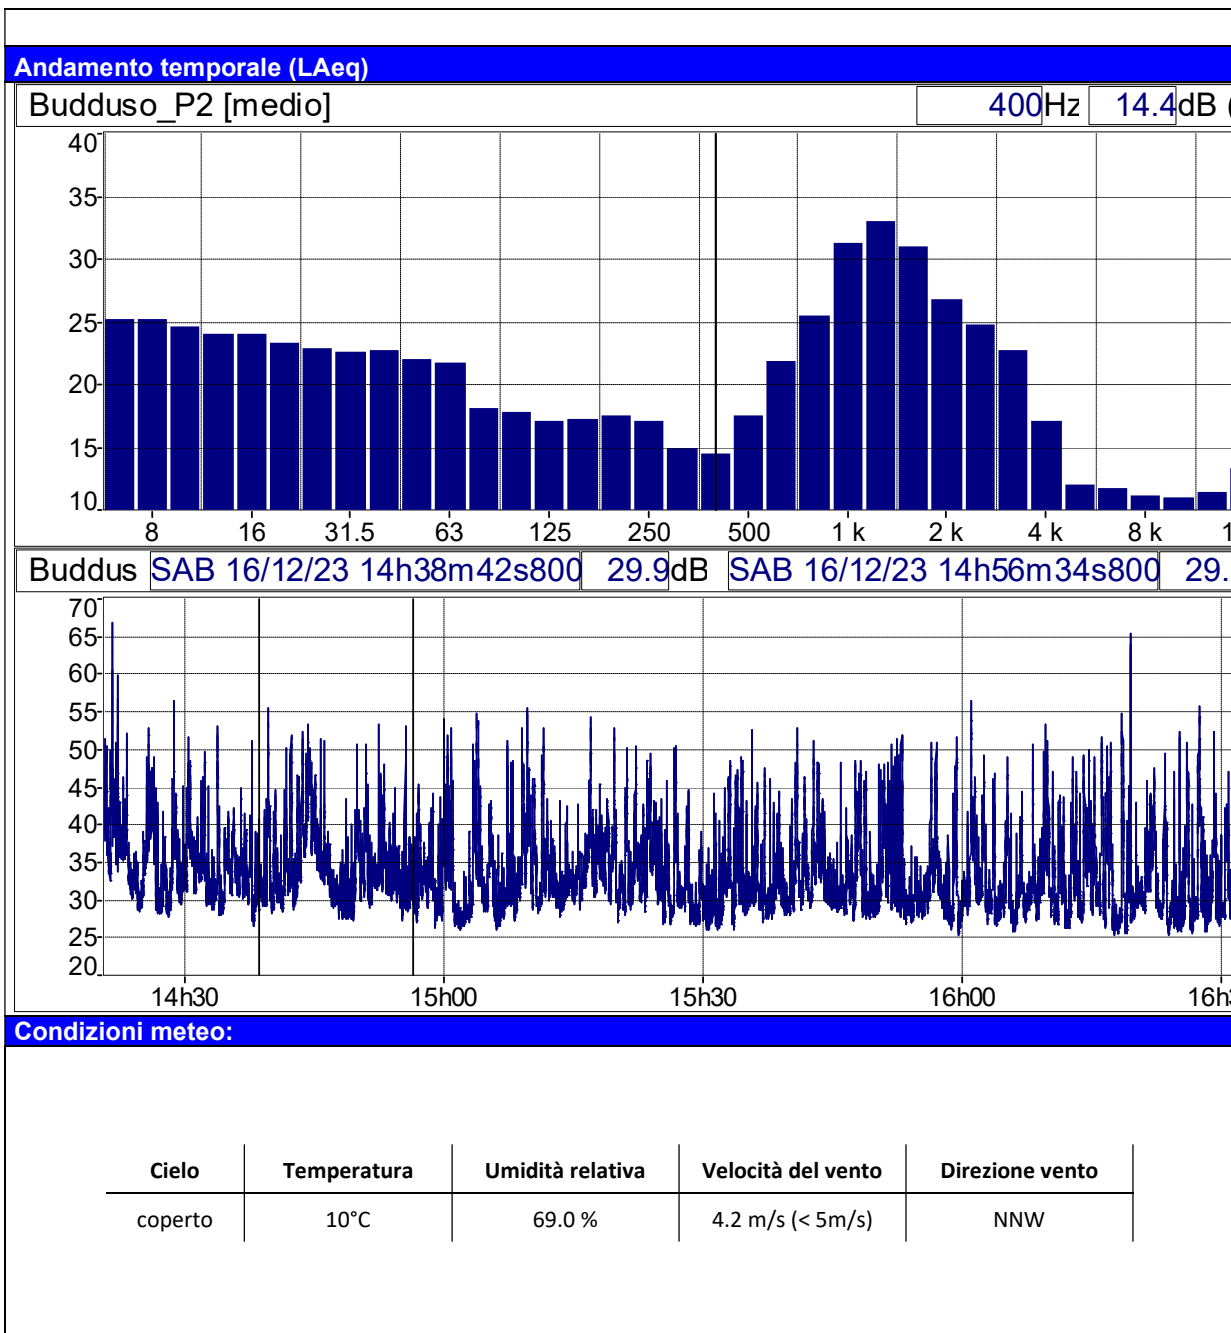 Andamento temporale (LAeq)
Budduso_P2 [medio] 400Hz 14.4dB (
40
35
30
25
20
15
10
8 16 31.5 63 125 250 500 1 k 2 k 4 k 8 k 1
Buddus SAB 16/12/23 14h38m42s800 29.9dB SAB 16/12/23 14h56m34s800 29.
70
65
60
55
50
45
40
35
30
25
20
14h30 15h00 15h30 16h00 16h
Condizioni meteo:
Cielo Temperatura Umidità relativa Velocità del vento Direzione vento
coperto 10°C 69.0 % 4.2 m/s (< 5m/s) NNW